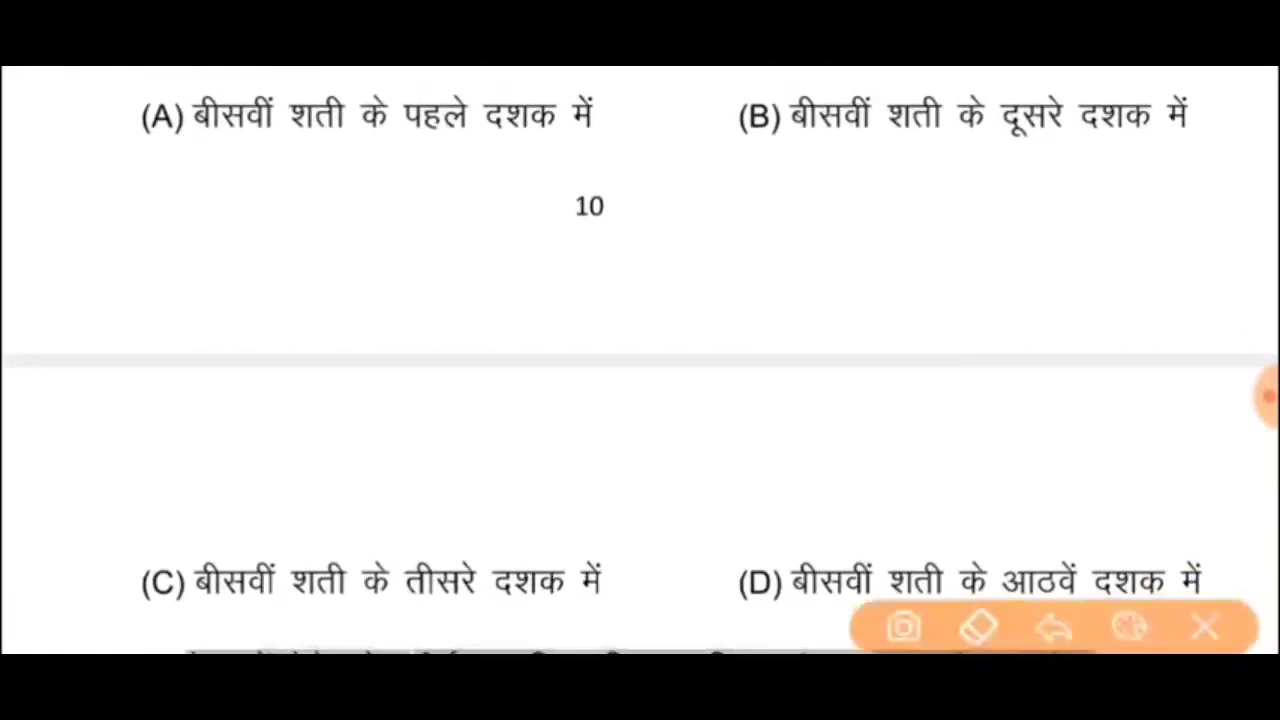 (A) बीसवीं शती के पहले दशक में (B) बीसवीं शती के दूसरे दशक में
10
(C) बीसवीं शती के तीसरे दशक में (D) बीसवीं शती के आठवें दशक में